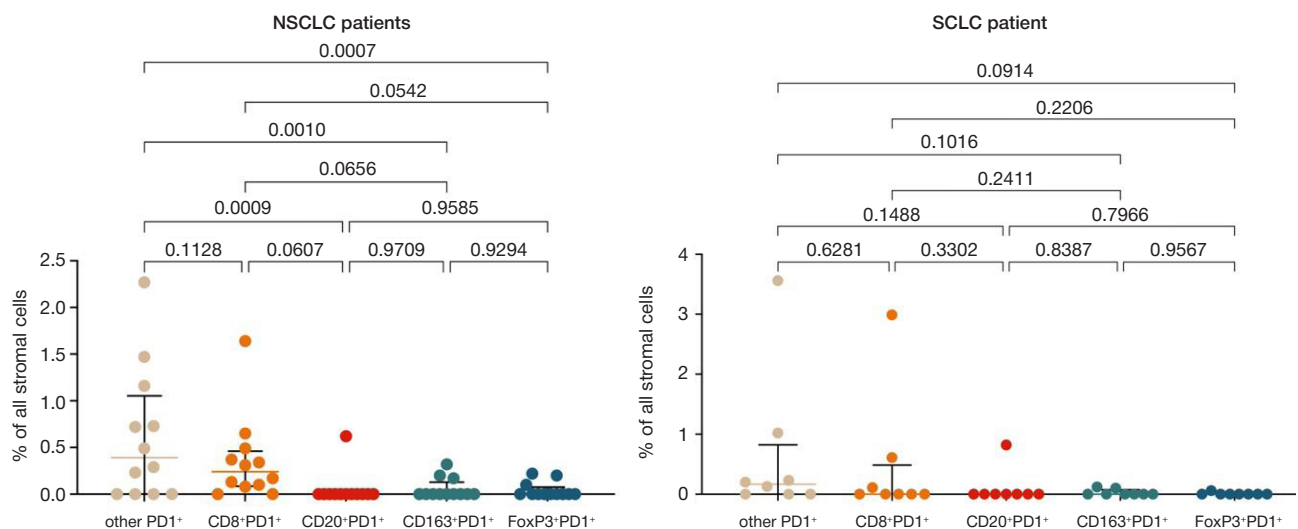 NSCLC patients
0.0007
0.0542
0.0010
0.0656
0.0009 0.9585
0.1128 0.0607 0.9709 0.9294
2.5
2.0
1.5
1.0
0.5
0.0
% of all stromal cells
other PD1⁺ CD8⁺PD1⁺ CD20⁺PD1⁺ CD163⁺PD1⁺ FoxP3⁺PD1⁺
SCLC patient
0.0914
0.2206
0.1016
0.2411
0.1488 0.7966
0.6281 0.3302 0.8387 0.9567
4
3
2
1
0
% of all stromal cells
other PD1⁺ CD8⁺PD1⁺ CD20⁺PD1⁺ CD163⁺PD1⁺ FoxP3⁺PD1⁺